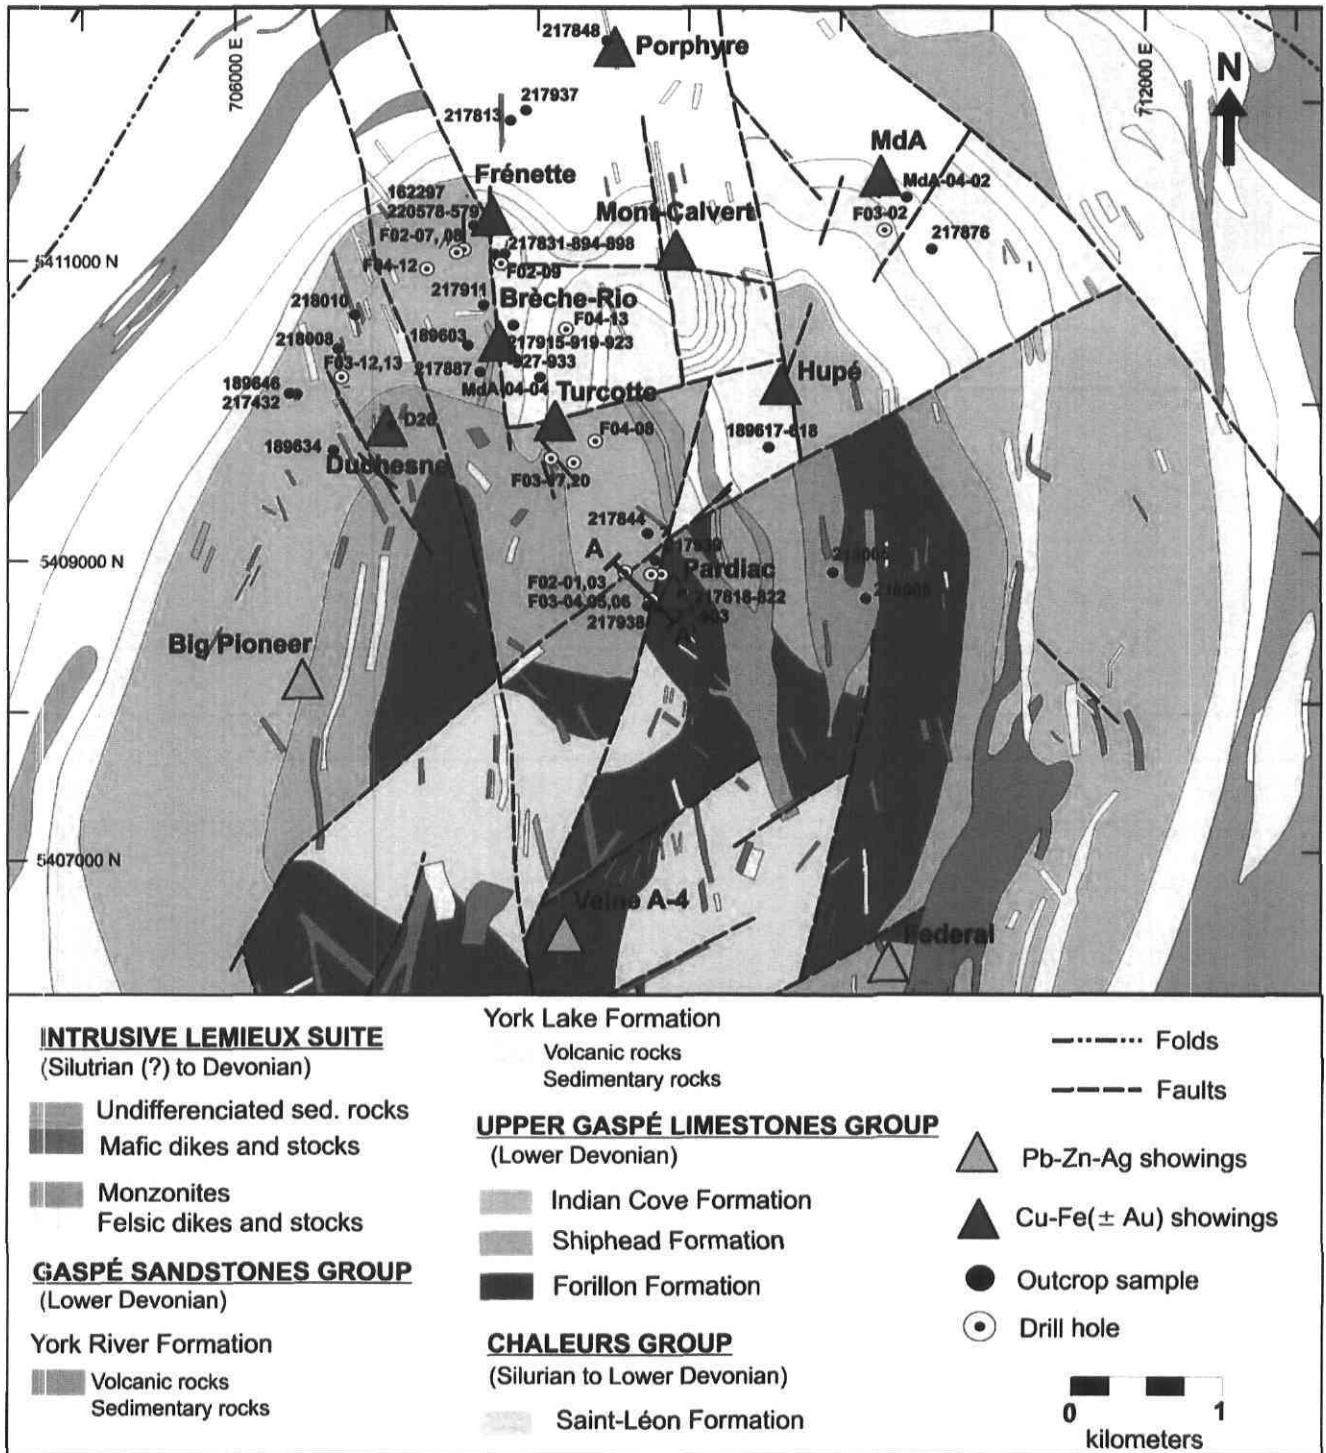 706000 E
712000 E
N
217848
Porphyre
217937
217813
MdA
MdA-04-02
Frénette
162297
220578-579
F03-02
Mont-Calvert
217876
F02-07, 08
217831-894-898
5411000 N
F04-12
F02-09
217911
Brèche-Rio
218010
F04-13
189603
217915-919-923
218008
927-933
F03-12,13
217887
Hupé
MdA-04-04
189646
217432
Turcotte
D26
F04-08
189617-618
189634
Duchesne
F03-17,20
217844
A
217939
5409000 N
Pardiac
F02-01,03
217818-822
F03-04,05,06
217938
A'
Big Pioneer
5407000 N
Veine A-4
Federal
INTRUSIVE LEMIEUX SUITE
(Silutrian (?) to Devonian)
Undifferenciated sed. rocks
Mafic dikes and stocks
Monzonites
Felsic dikes and stocks
GASPÉ SANDSTONES GROUP
(Lower Devonian)
York River Formation
Volcanic rocks
Sedimentary rocks
York Lake Formation
Volcanic rocks
Sedimentary rocks
UPPER GASPÉ LIMESTONES GROUP
(Lower Devonian)
Indian Cove Formation
Shiphead Formation
Forillon Formation
CHALEURS GROUP
(Silurian to Lower Devonian)
Saint-Léon Formation
Folds
Faults
Pb-Zn-Ag showings
Cu-Fe(± Au) showings
Outcrop sample
Drill hole
0 1
kilometers